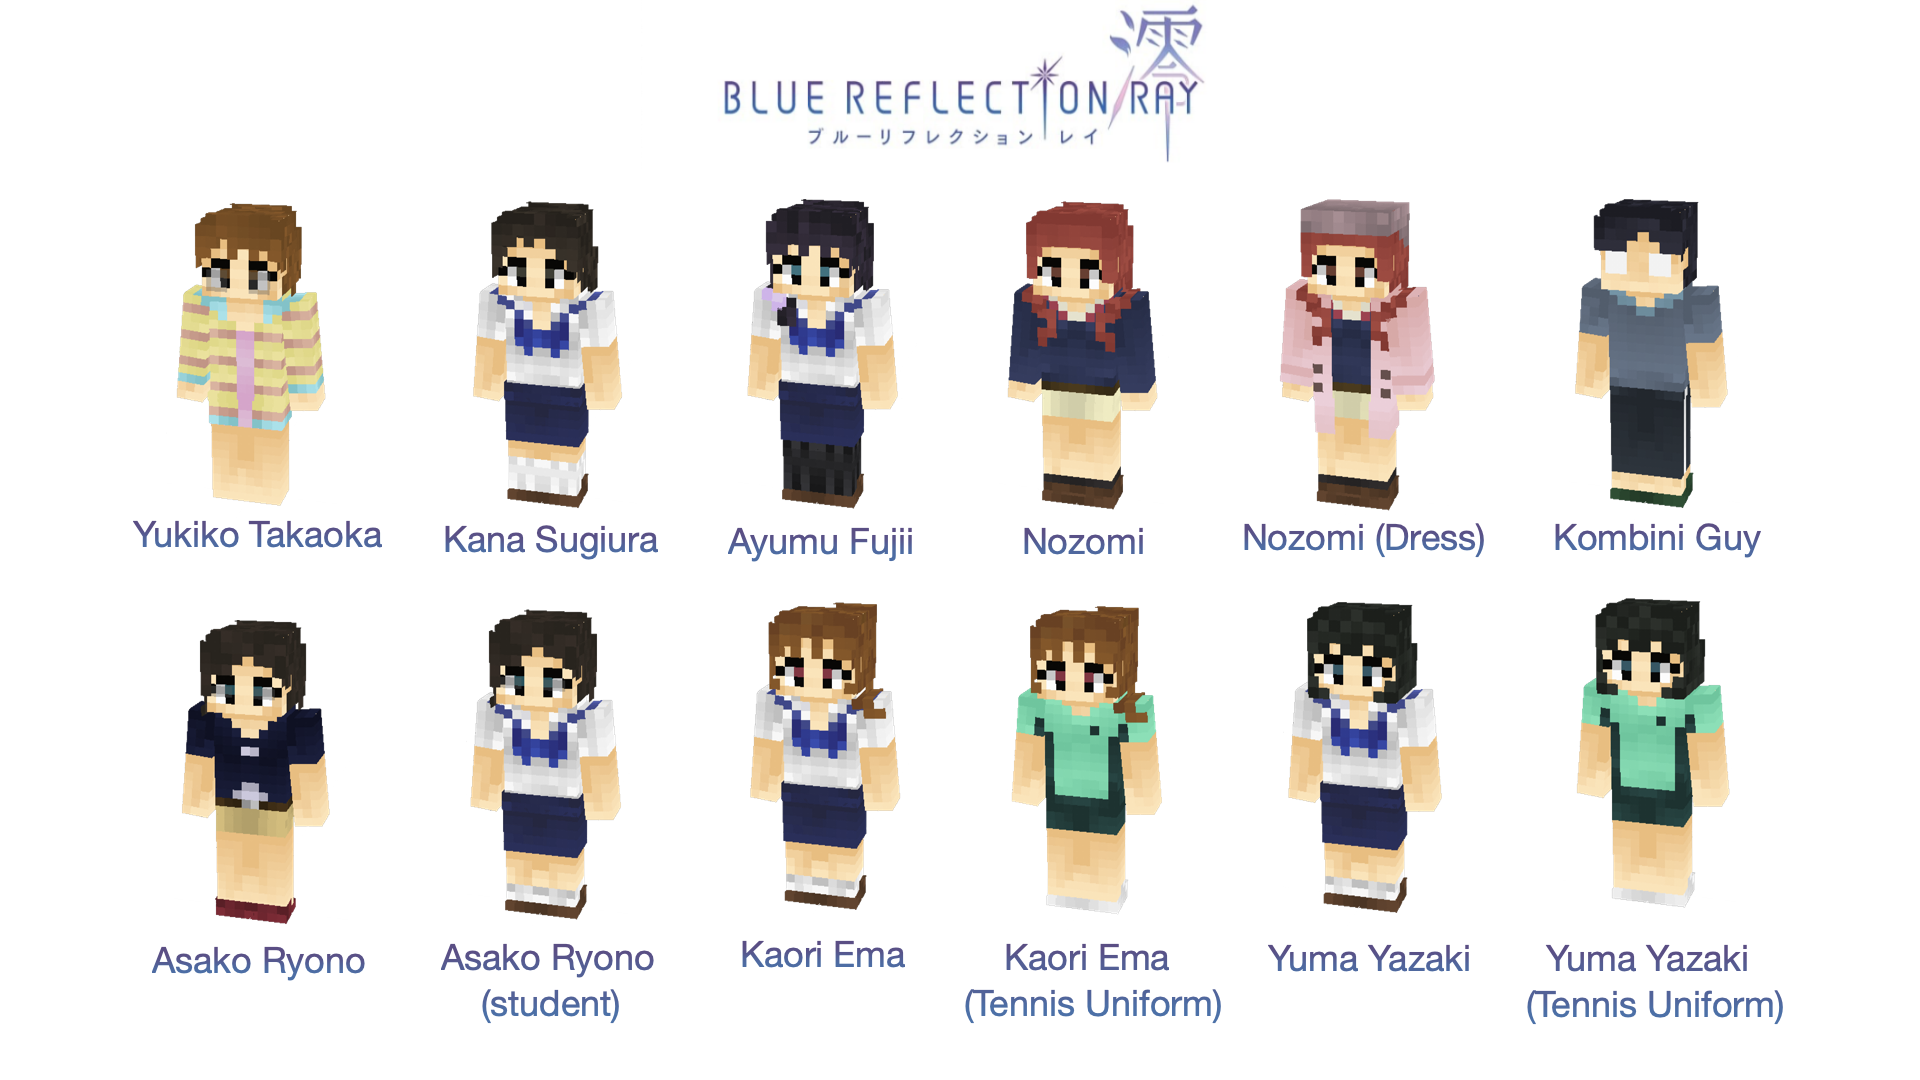 澪
BLUE REFLECTION RAY
ブルーリフレクション レイ
Yukiko Takaoka
Kana Sugiura
Ayumu Fujii
Nozomi
Nozomi (Dress)
Kombini Guy
Asako Ryono
Asako Ryono
(student)
Kaori Ema
Kaori Ema
(Tennis Uniform)
Yuma Yazaki
Yuma Yazaki
(Tennis Uniform)